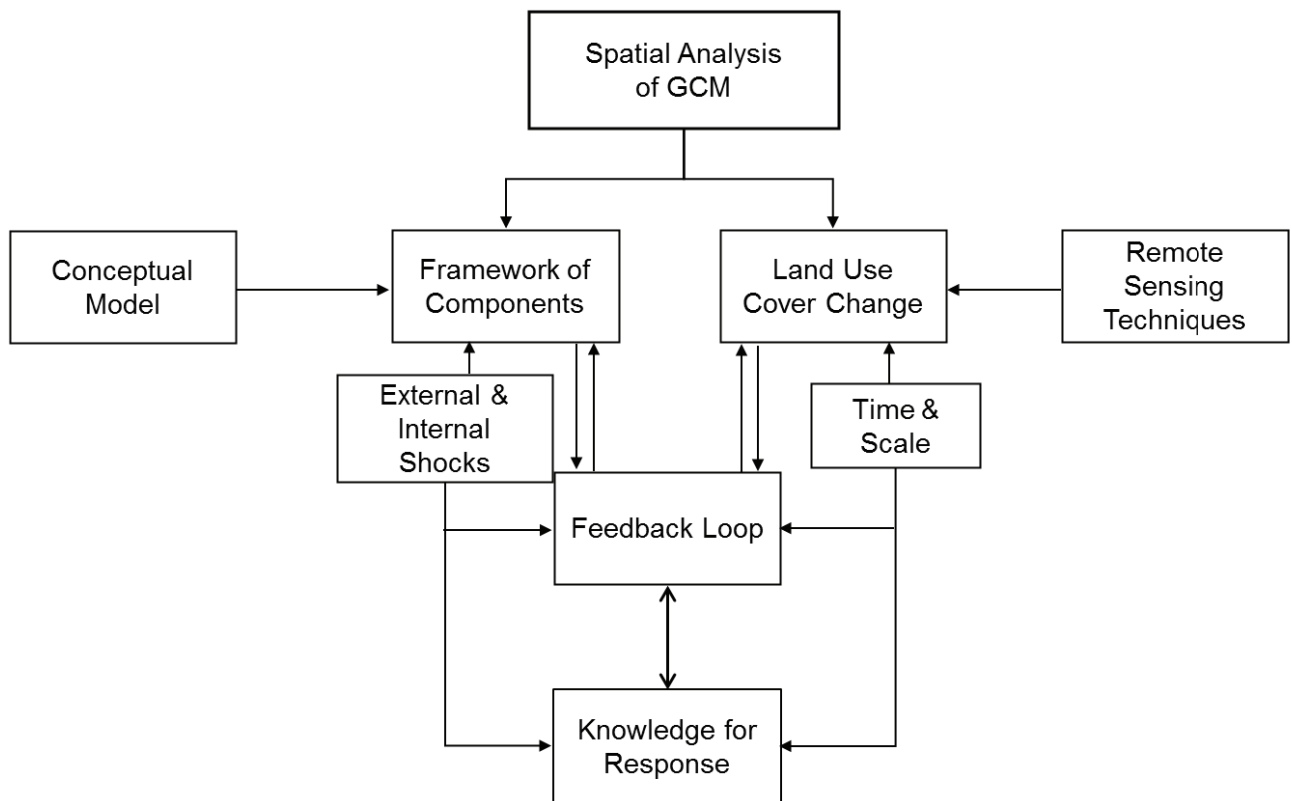 Spatial Analysis
of GCM
Conceptual
Model
Framework of
Components
Land Use
Cover Change
Remote
Sensing
Techniques
External &
Internal
Shocks
Time &
Scale
Feedback Loop
Knowledge for
Response